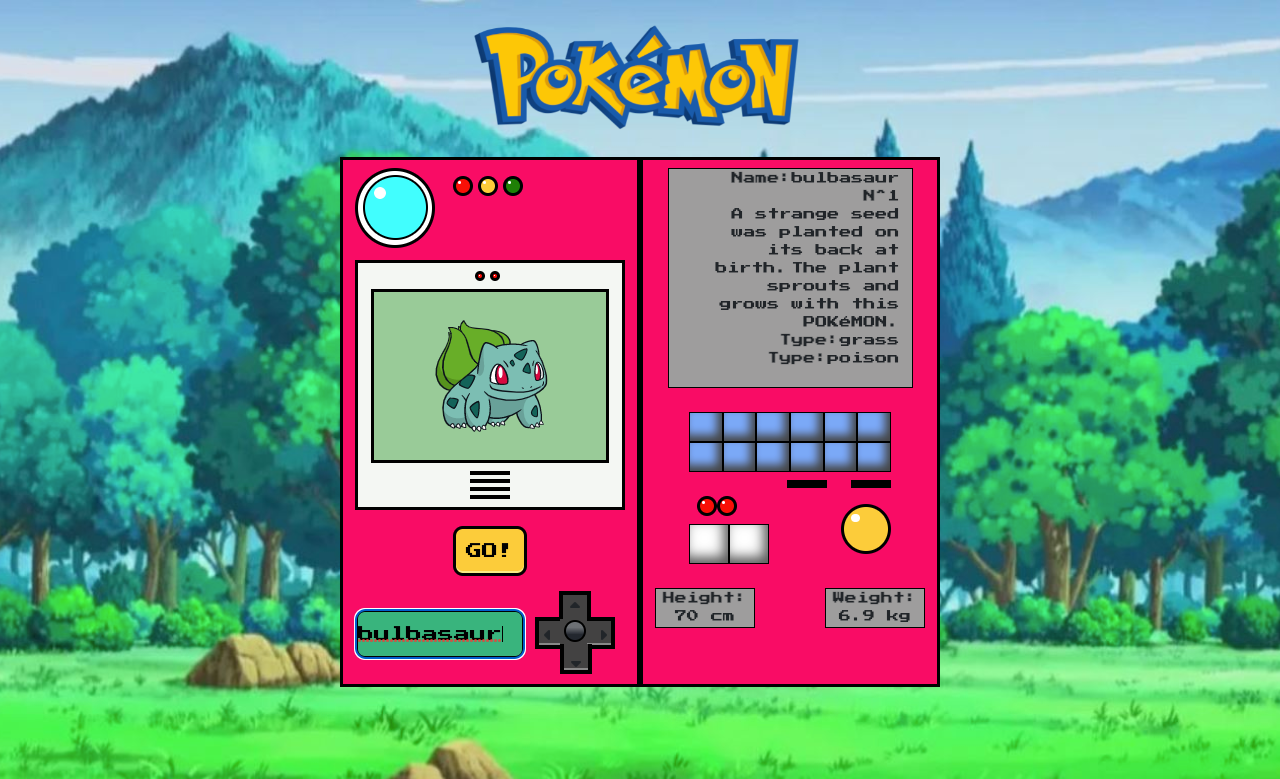 Pokémon
Name:bulbasaur
N^1
A strange seed
was planted on
its back at
birth. The plant
sprouts and
grows with this
POKéMON.
Type:grass
Type:poison
GO!
bulbasaur
Height:
70 cm
Weight:
6.9 kg